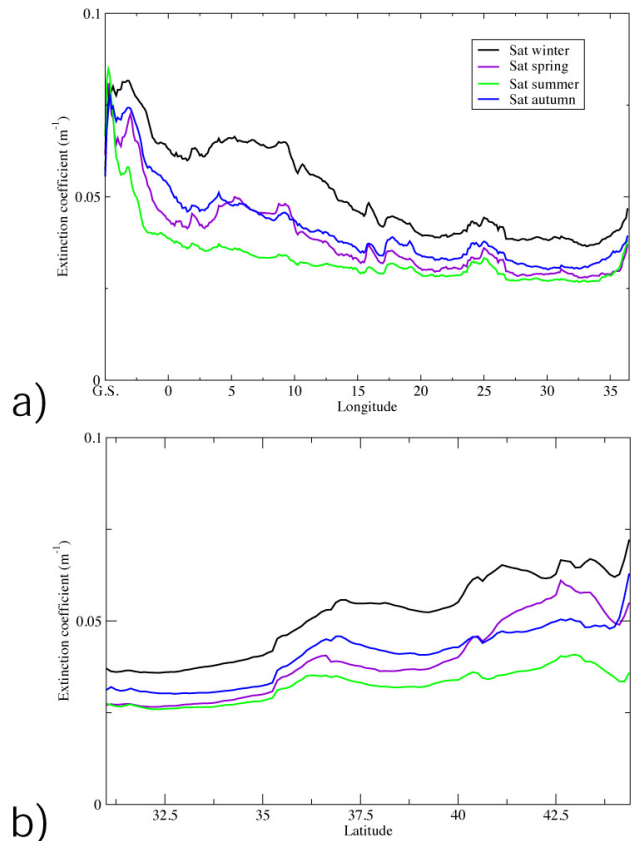 0.1
Sat winter
Sat spring
Sat summer
Sat autumn
0.05
Extinction coefficient (m-1)
0
G.S. 0 5 10 15 20 25 30 35
Longitude
a)
0.1
0.05
Extinction coefficient (m-1)
0
32.5 35 37.5 40 42.5
Latitude
b)